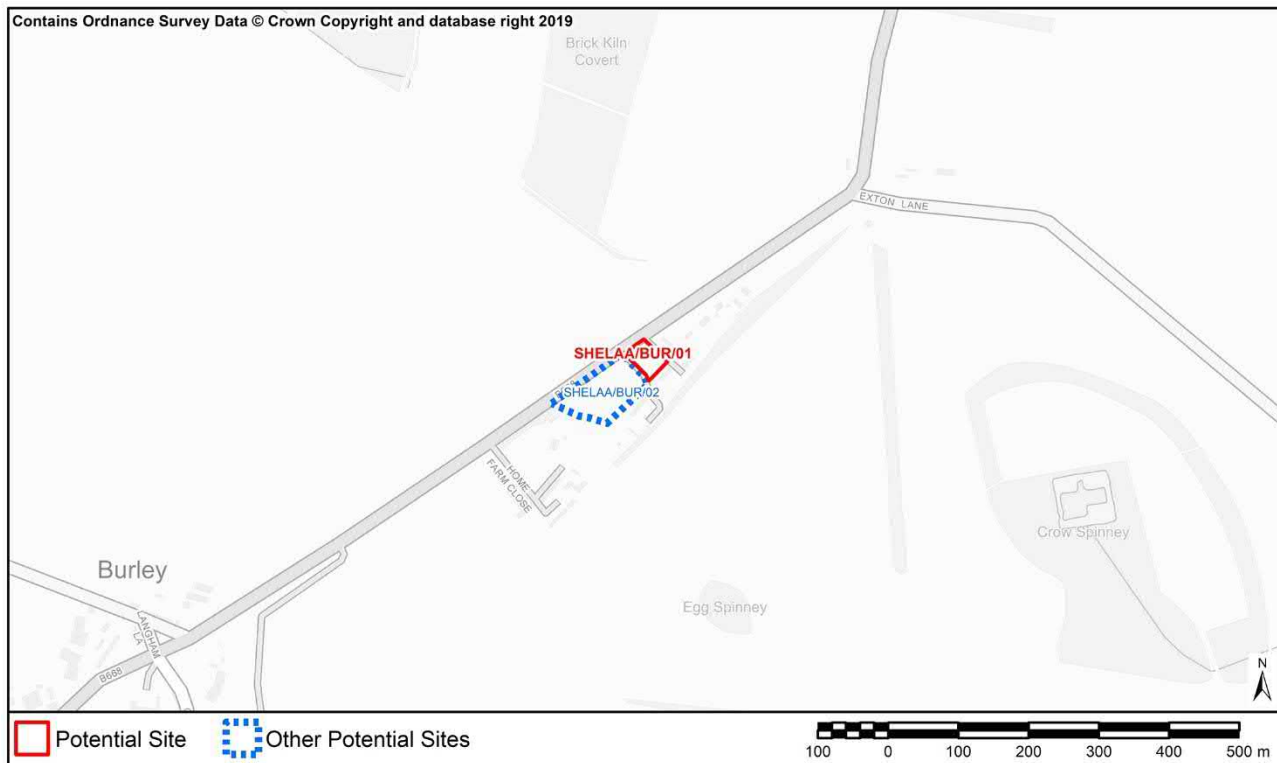 Contains Ordnance Survey Data © Crown Copyright and database right 2019
Brick Kiln
Covert
EXTON LANE
SHELAA/BUR/01
SHELAA/BUR/02
HOME
FARM CLOSE
Crow Spinney
Burley
Egg Spinney
LANGHAM
LA
B668
N
Potential Site
Other Potential Sites
100 0 100 200 300 400 500 m